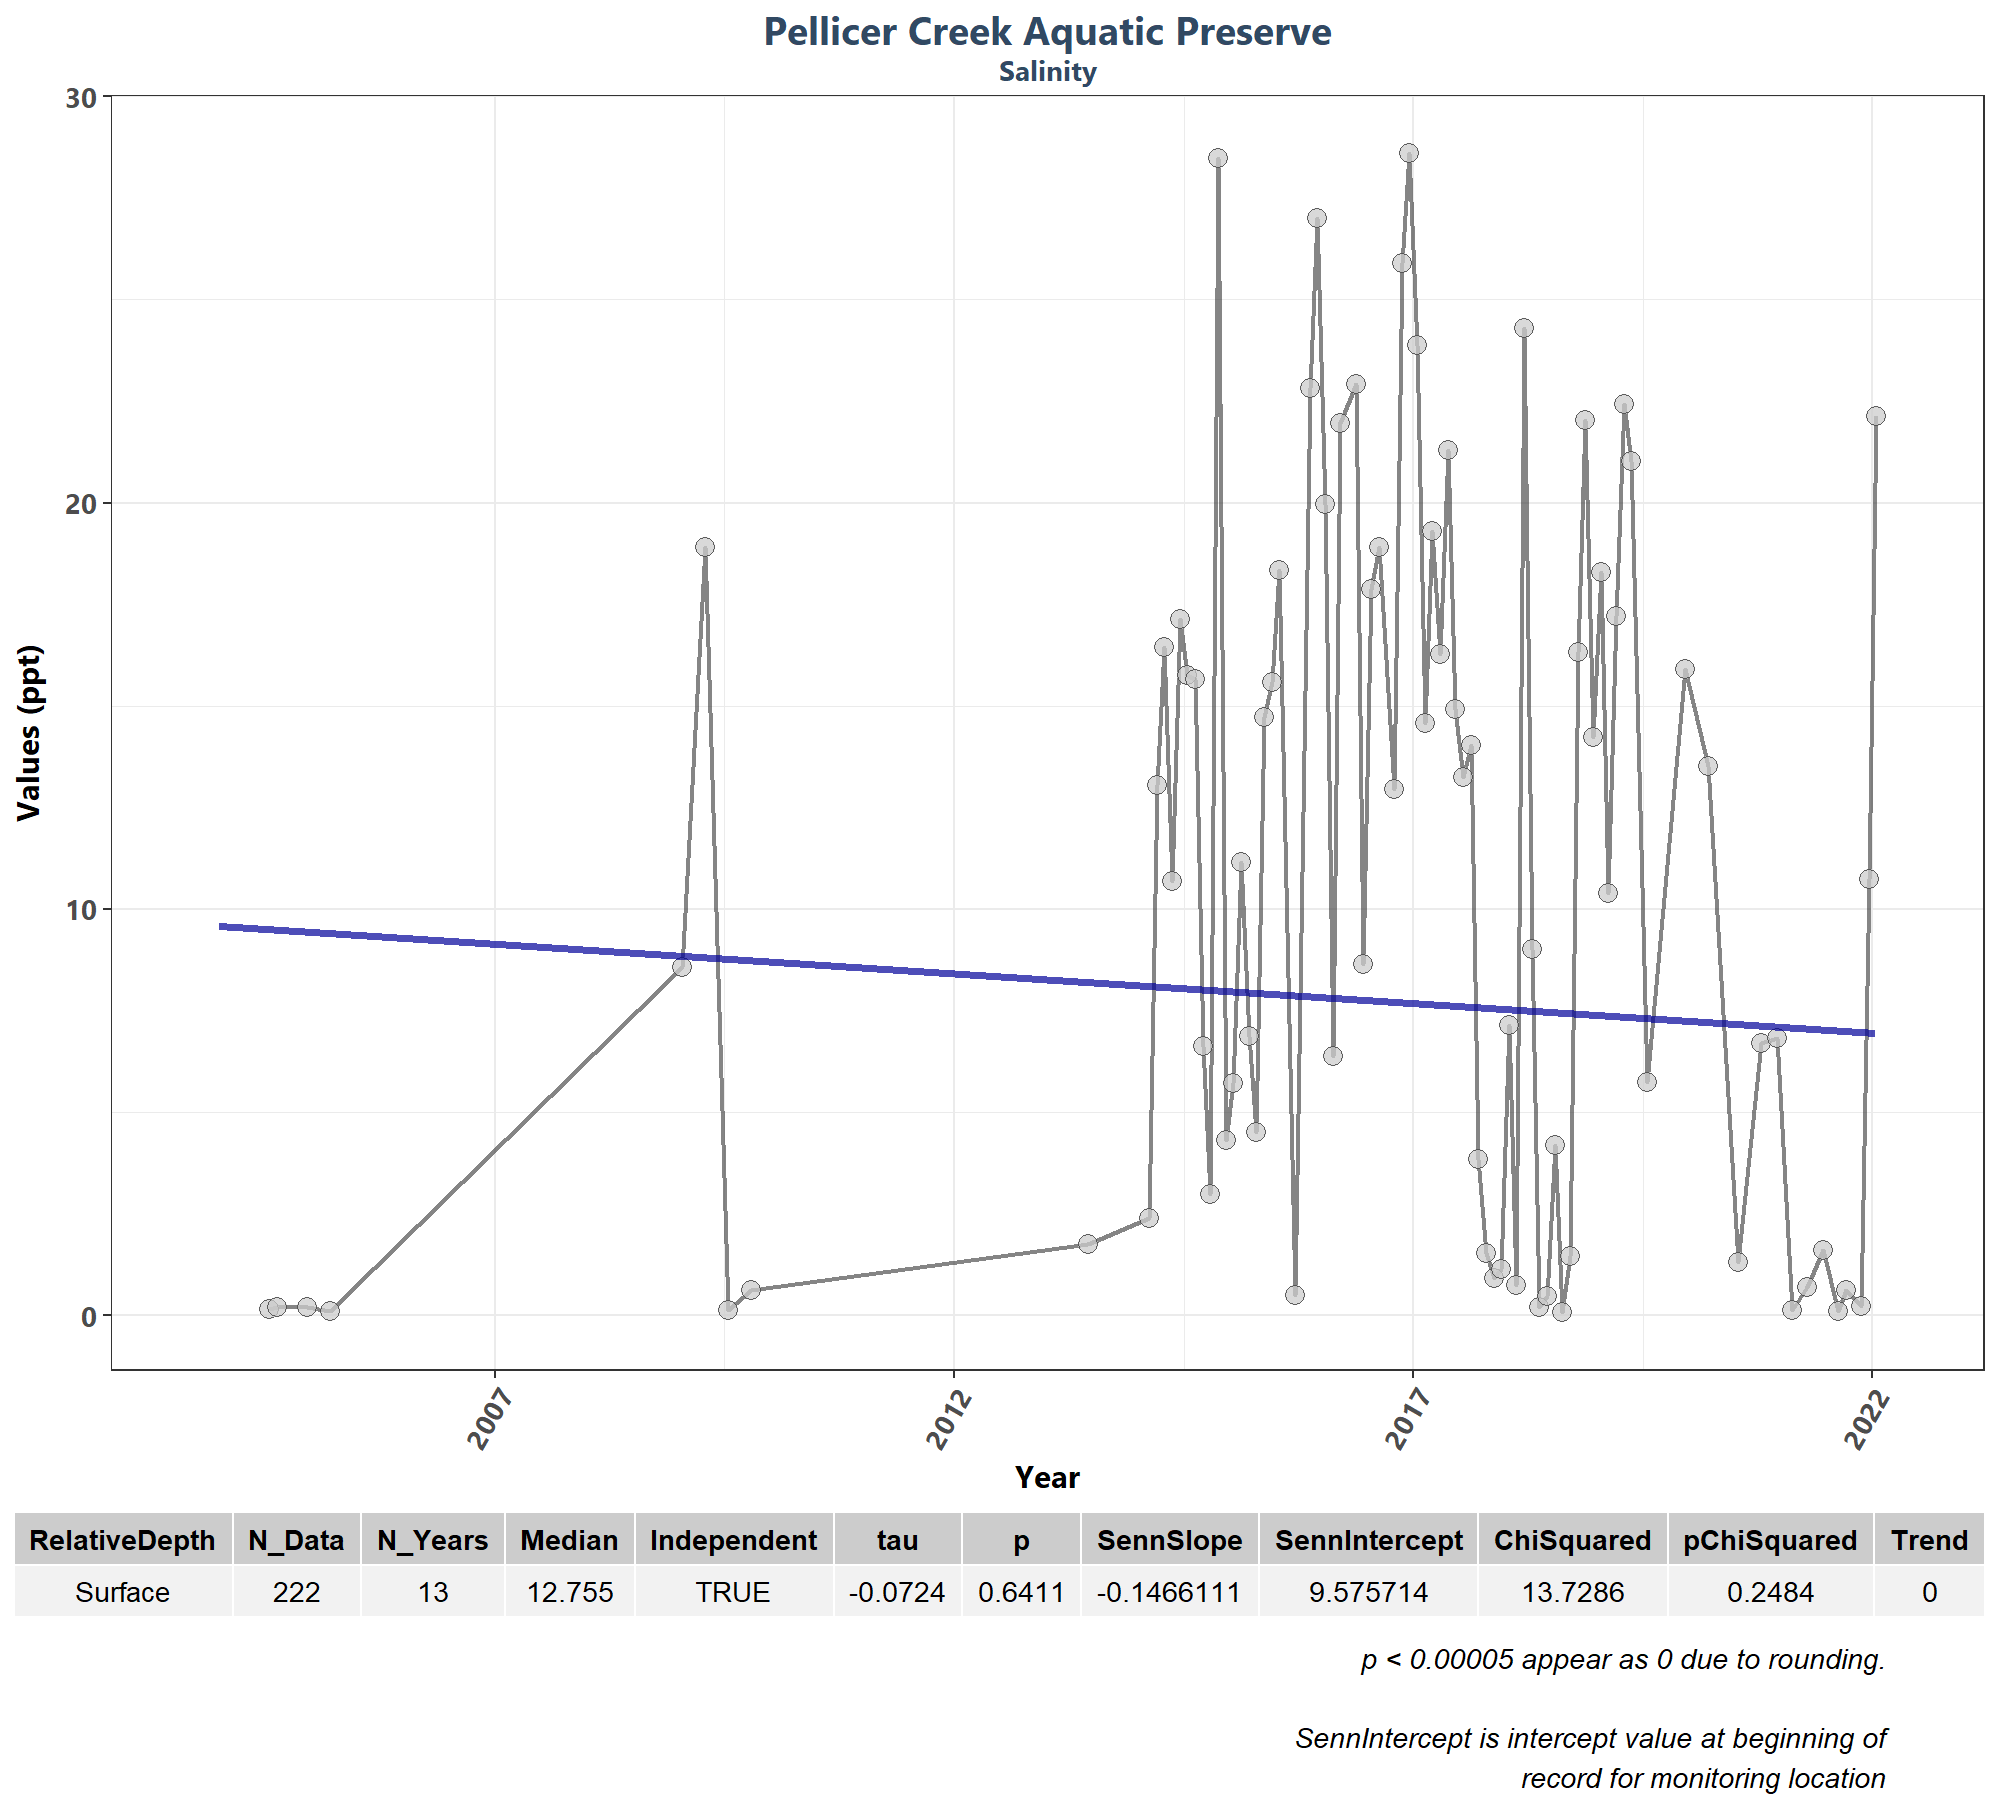 Pellicer Creek Aquatic Preserve
Salinity
30
20
10
0
Values (ppt)
2007
2012
2017
2022
Year
RelativeDepth N_Data N_Years Median Independent tau p SennSlope SennIntercept ChiSquared pChiSquared Trend
Surface 222 13 12.755 TRUE -0.0724 0.6411 -0.1466111 9.575714 13.7286 0.2484 0
p < 0.00005 appear as 0 due to rounding.
SennIntercept is intercept value at beginning of
record for monitoring location